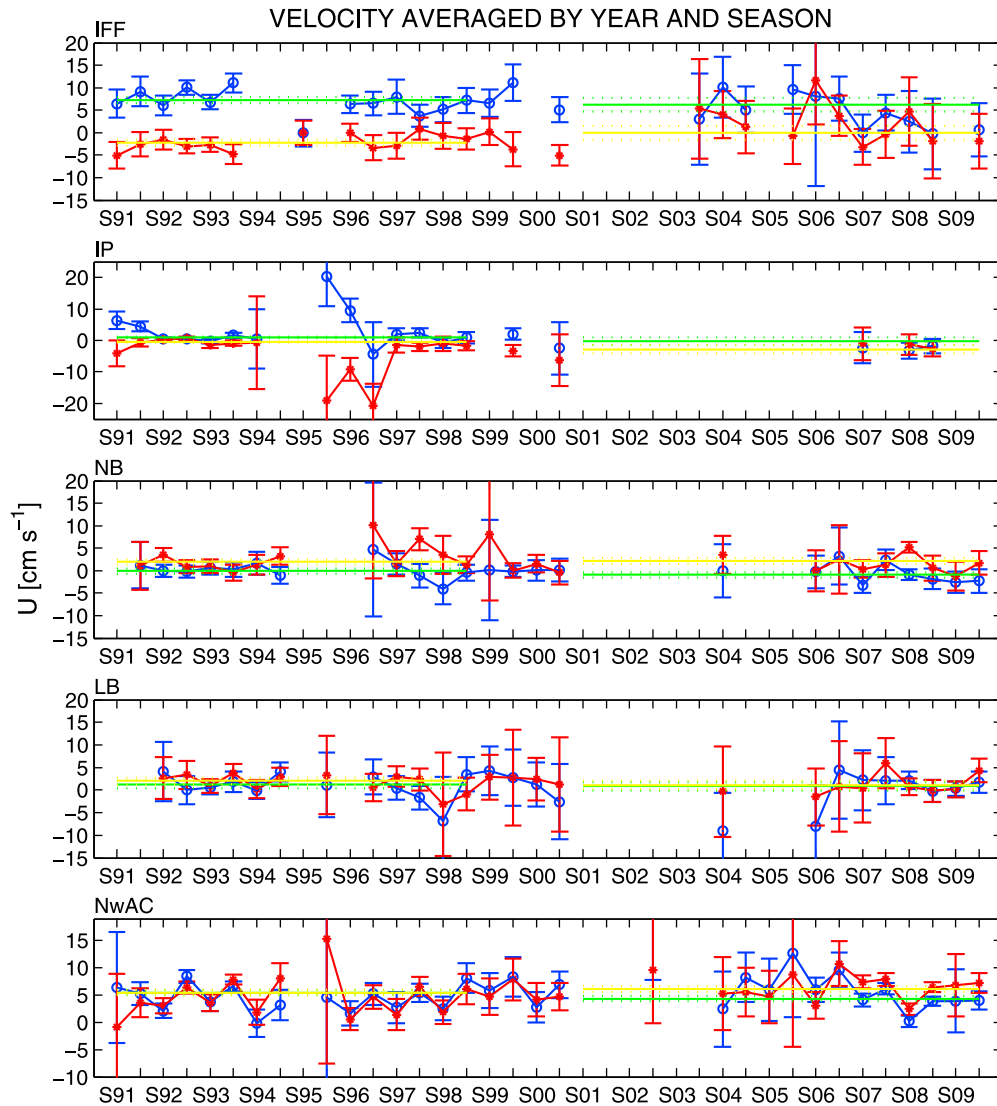 VELOCITY AVERAGED BY YEAR AND SEASON
IFF
20
15
10
5
0
−5
−10
−15
S91 S92 S93 S94 S95 S96 S97 S98 S99 S00 S01 S02 S03 S04 S05 S06 S07 S08 S09
IP
20
10
0
−10
−20
S91 S92 S93 S94 S95 S96 S97 S98 S99 S00 S01 S02 S03 S04 S05 S06 S07 S08 S09
NB
20
15
10
5
0
−5
−10
−15
U [cm s⁻¹]
S91 S92 S93 S94 S95 S96 S97 S98 S99 S00 S01 S02 S03 S04 S05 S06 S07 S08 S09
LB
20
15
10
5
0
−5
−10
−15
S91 S92 S93 S94 S95 S96 S97 S98 S99 S00 S01 S02 S03 S04 S05 S06 S07 S08 S09
NwAC
15
10
5
0
−5
−10
S91 S92 S93 S94 S95 S96 S97 S98 S99 S00 S01 S02 S03 S04 S05 S06 S07 S08 S09